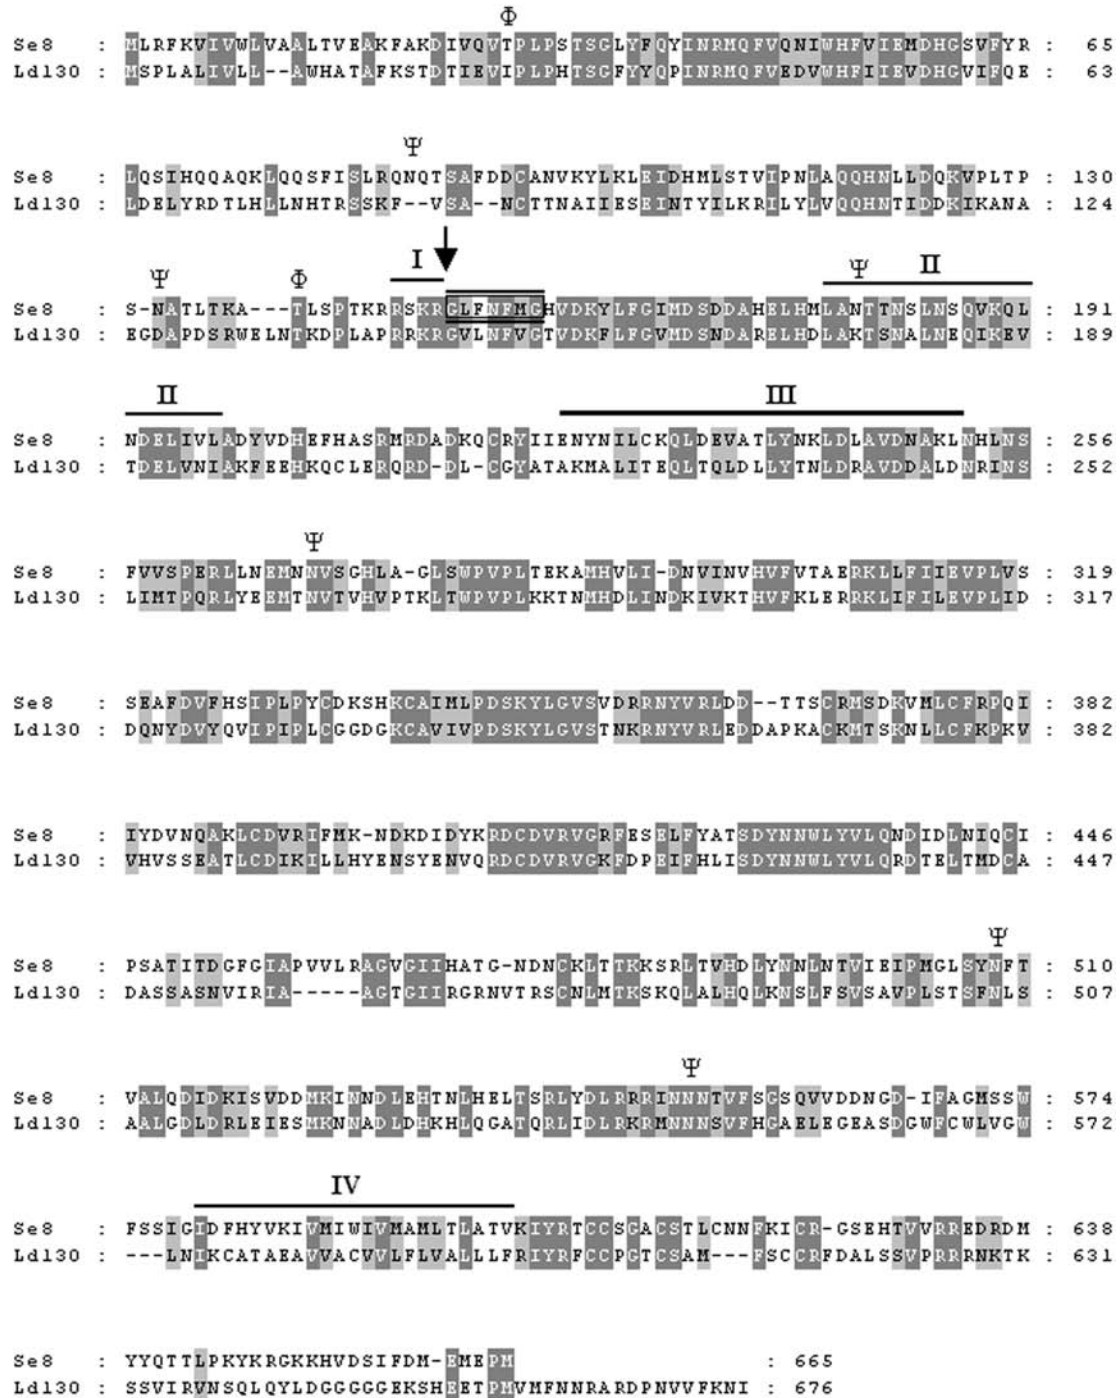 Φ
Se8 : MLRFKVIVWLVAALTVEAKFAKDIVQVTPLPSTSGLYFQYINRMQFVQNIWHFVIEMDHGSVFYR : 65
Ld130 : MSPLALIVLL--AWHATAFKSTDTIEVIPLPHTSGFYYQPINRMQFVEDVWHFIIEVDHGVIFQE : 63
Ψ
Se8 : LQSIHQQAQKLQQSFISLRQNQTSAFDDCANVKYLKLEIDHMLSTVIPNLAQQHNLLDQKVPLTP : 130
Ld130 : LDELYRDTLHLLNHTRSSKF--VSA--NCTTNAIIESEINTYILKRILYLVQQHNTIDDKIKANA : 124
Ψ Φ I Ψ II
Se8 : S-NATLTKA---TLSPTKRRSKRGLFNFMGHVDKYLFGIMDSDDAHELHMLANTTNSLNSQVKQL : 191
Ld130 : EGDAPDSRWELNTKDPLAPRRKRGVLNFVGTVDKFLFGVMDSNDARELHDLAKTSNALNEQIKEV : 189
II III
Se8 : NDELIVLADYVDHEFHASRMRDADKQCRYIIENYNILCKQLDEVATLYNKLDLAVDNAKLNHLNS : 256
Ld130 : TDELVNIAKFEEHKQCLERQRD-DL-CGYATAKMALITEQLTQLDLLYTNLDRAVDDALDNRINS : 252
Ψ
Se8 : FVVSPERLLNEMNNVSGHLA-GLSWPVPLTEKAMHVLI-DNVINVHVFVTAERKLLFIIEVPLVS : 319
Ld130 : LIMTPQRLYEEMTNVTVHVPTKLTWPVPLKKTNMHDLINDKIVKTHVFKLERRKLIFILEVPLID : 317
Se8 : SEAFDVFHSIPLPYCDKSHKCAIMLPDSKYLGVSVDRRNYVRLDD--TTSCRMSDKVMLCFRPQI : 382
Ld130 : DQNYDVYQVIPIPLCGGDGKCAVIVPDSKYLGVSTNKRNYVRLEDDAPKACKMTSKNLLCFKPKV : 382
Se8 : IYDVNQAKLCDVRIFMK-NDKDIDYKRDCDVRVGRFESELFYATSDYNNWLYVLQNDIDLNIQCI : 446
Ld130 : VHVSSEATLCDIKILLHYENSYENVQRDCDVRVGKFDPEIFHLISDYNNWLYVLQRDTELTMDCA : 447
Ψ
Se8 : PSATITDGFGIAPVVLRAGVGIIHATG-NDNCKLTTKKSRLTVHDLYNNLNTVIEIPMGLSYNFT : 510
Ld130 : DASSASNVIRIA-----AGTGIIRGRNVTRSCNLMTKSKQLALHQLKNSLFSVSAVPLSTSFNLS : 507
Ψ
Se8 : VALQDIDKISVDDMKINNDLEHTNLHELTSRLYDLRRRINNNTVFSGSQVVDDNGD-IFAGMSSW : 574
Ld130 : AALGDLDRLEIESMKNNADLDHKHLQGATQRLIDLRKRMNNNSVFHGAELEGEASDGWFCWLVGW : 572
IV
Se8 : FSSIGIDFHYVKIVMIWIVMAMLTLATVKIYRTCCSGACSTLCNNFKICR-GSEHTVVRREDRDM : 638
Ld130 : ---LNIKCATAEAVVACVVLFLVALLLFRIYRFCCPGTCSAM---FSCCRFDALSSVPRRRNKTK : 631
Se8 : YYQTTLPKYKRGKKHVDSIFDM-EMEPM : 665
Ld130 : SSVIRVNSQLQYLDGGGGGEKSHEETPMVMFNNRARDPNVVFKNI : 676